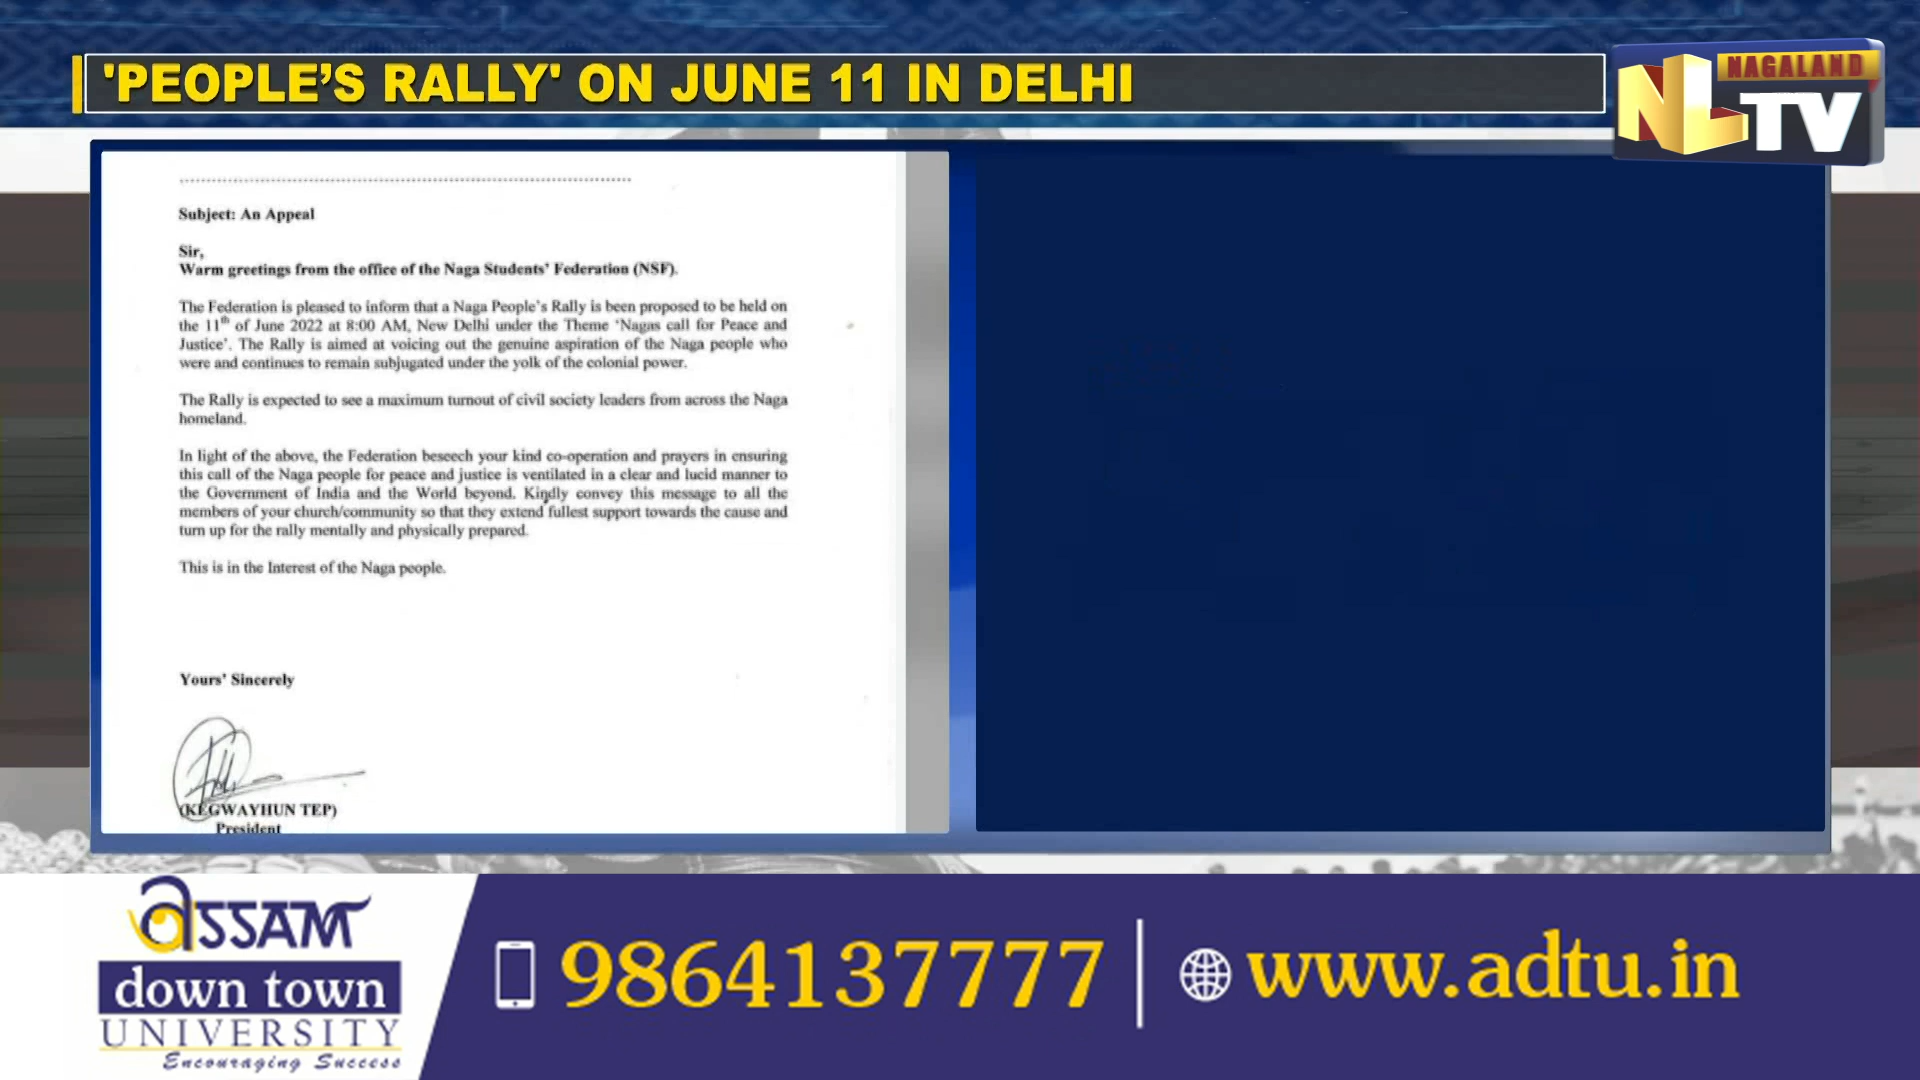 'PEOPLE’S RALLY' ON JUNE 11 IN DELHI
NAGALAND
NL TV
Subject: An Appeal
Sir,
Warm greetings from the office of the Naga Students' Federation (NSF).
The Federation is pleased to inform that a Naga People's Rally is been proposed to be held on
the 11th of June 2022 at 8:00 AM, New Delhi under the Theme 'Nagas call for Peace and
Justice'. The Rally is aimed at voicing out the genuine aspiration of the Naga people who
were and continues to remain subjugated under the yolk of the colonial power.
The Rally is expected to see a maximum turnout of civil society leaders from across the Naga
homeland.
In light of the above, the Federation beseech your kind co-operation and prayers in ensuring
this call of the Naga people for peace and justice is ventilated in a clear and lucid manner to
the Government of India and the World beyond. Kindly convey this message to all the
members of your church/community so that they extend fullest support towards the cause and
turn up for the rally mentally and physically prepared.
This is in the Interest of the Naga people.
Yours' Sincerely
(KEGWAYHUN TEP)
President
ASSAM
down town
UNIVERSITY
Encouraging Success
9864137777
www.adtu.in